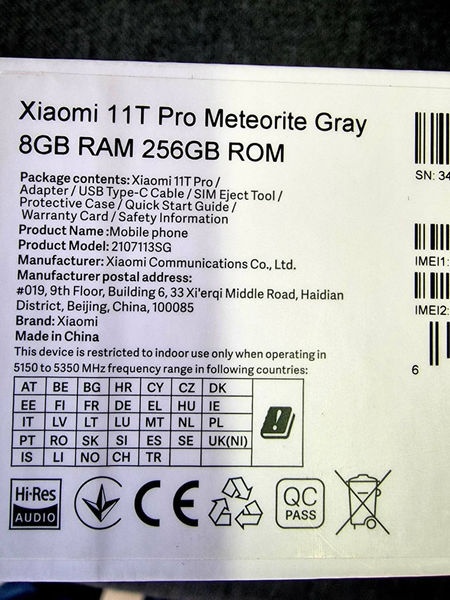 Xiaomi 11T Pro Meteorite Gray
8GB RAM 256GB ROM
Package contents: Xiaomi 11T Pro /
Adapter / USB Type-C Cable / SIM Eject Tool /
Protective Case / Quick Start Guide /
Warranty Card / Safety Information
Product Name :Mobile phone
Product Model: 2107113SG
Manufacturer: Xiaomi Communications Co., Ltd.
Manufacturer postal address:
#019, 9th Floor, Building 6, 33 Xi'erqi Middle Road, Haidian
District, Beijing, China, 100085
Brand: Xiaomi
Made in China
This device is restricted to indoor use only when operating in
5150 to 5350 MHz frequency range in following countries:
AT BE BG HR CY CZ DK
EE FI FR DE EL HU IE
IT LV LT LU MT NL PL
PT RO SK SI ES SE UK(NI)
IS LI NO CH TR
Hi-Res
AUDIO
CE
QC
PASS
SN: 34
IMEI1:
IMEI2:
6